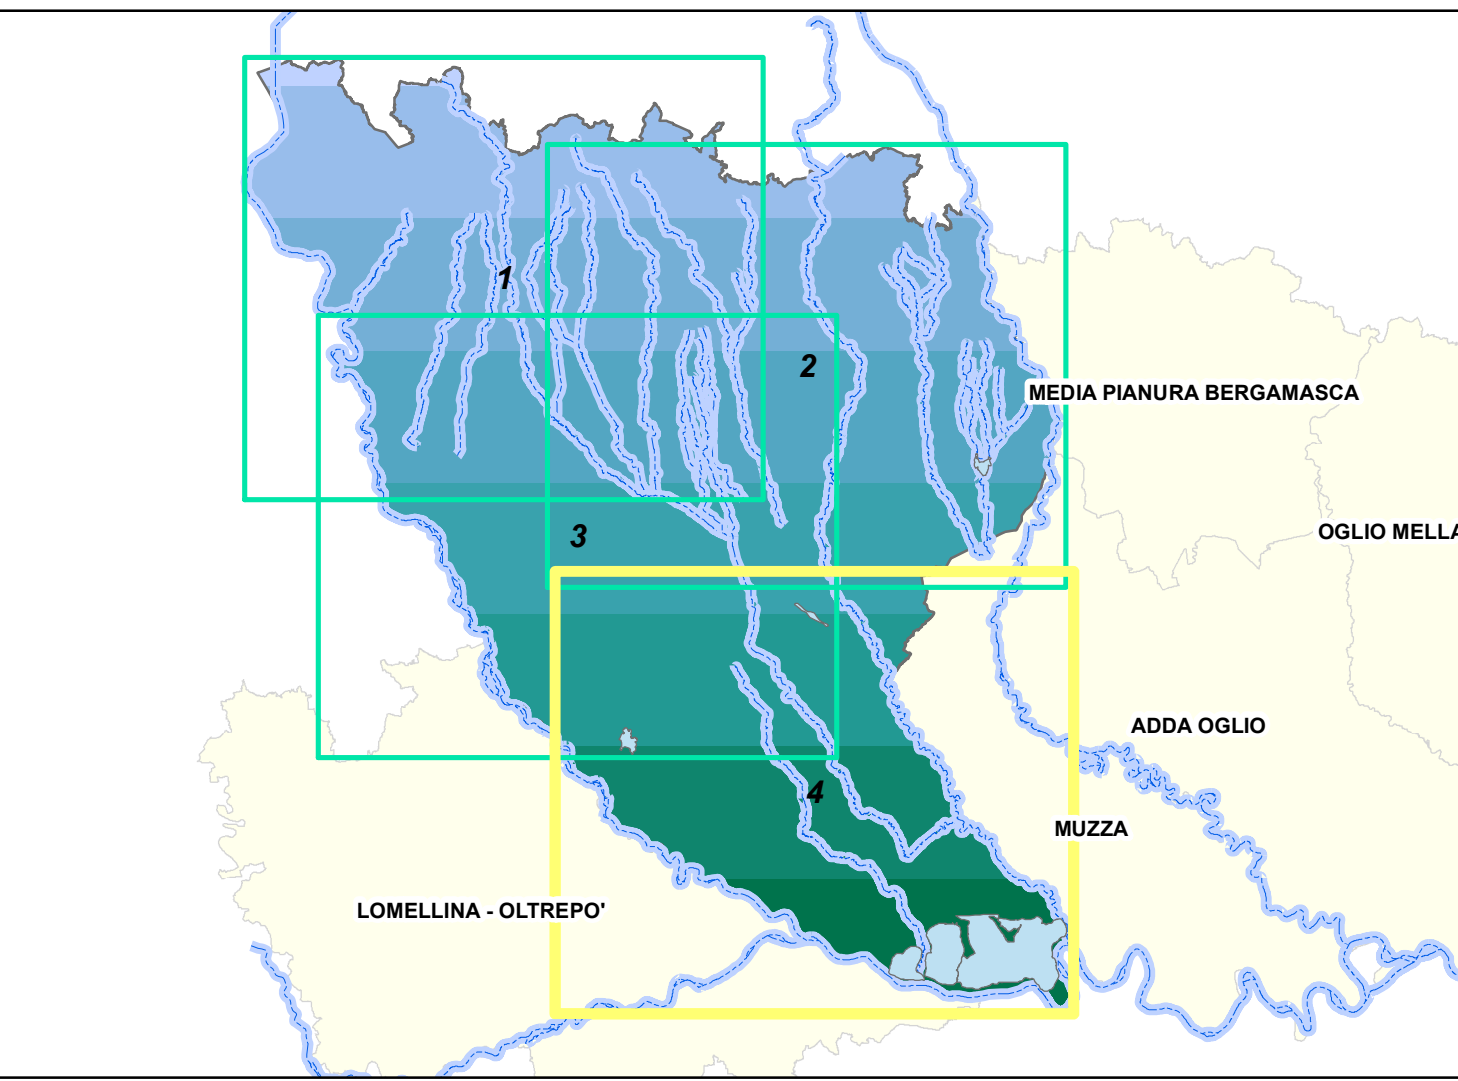 1
2
MEDIA PIANURA BERGAMASCA
3
OGLIO MELLA
ADDA OGLIO
4
MUZZA
LOMELLINA - OLTREPO'